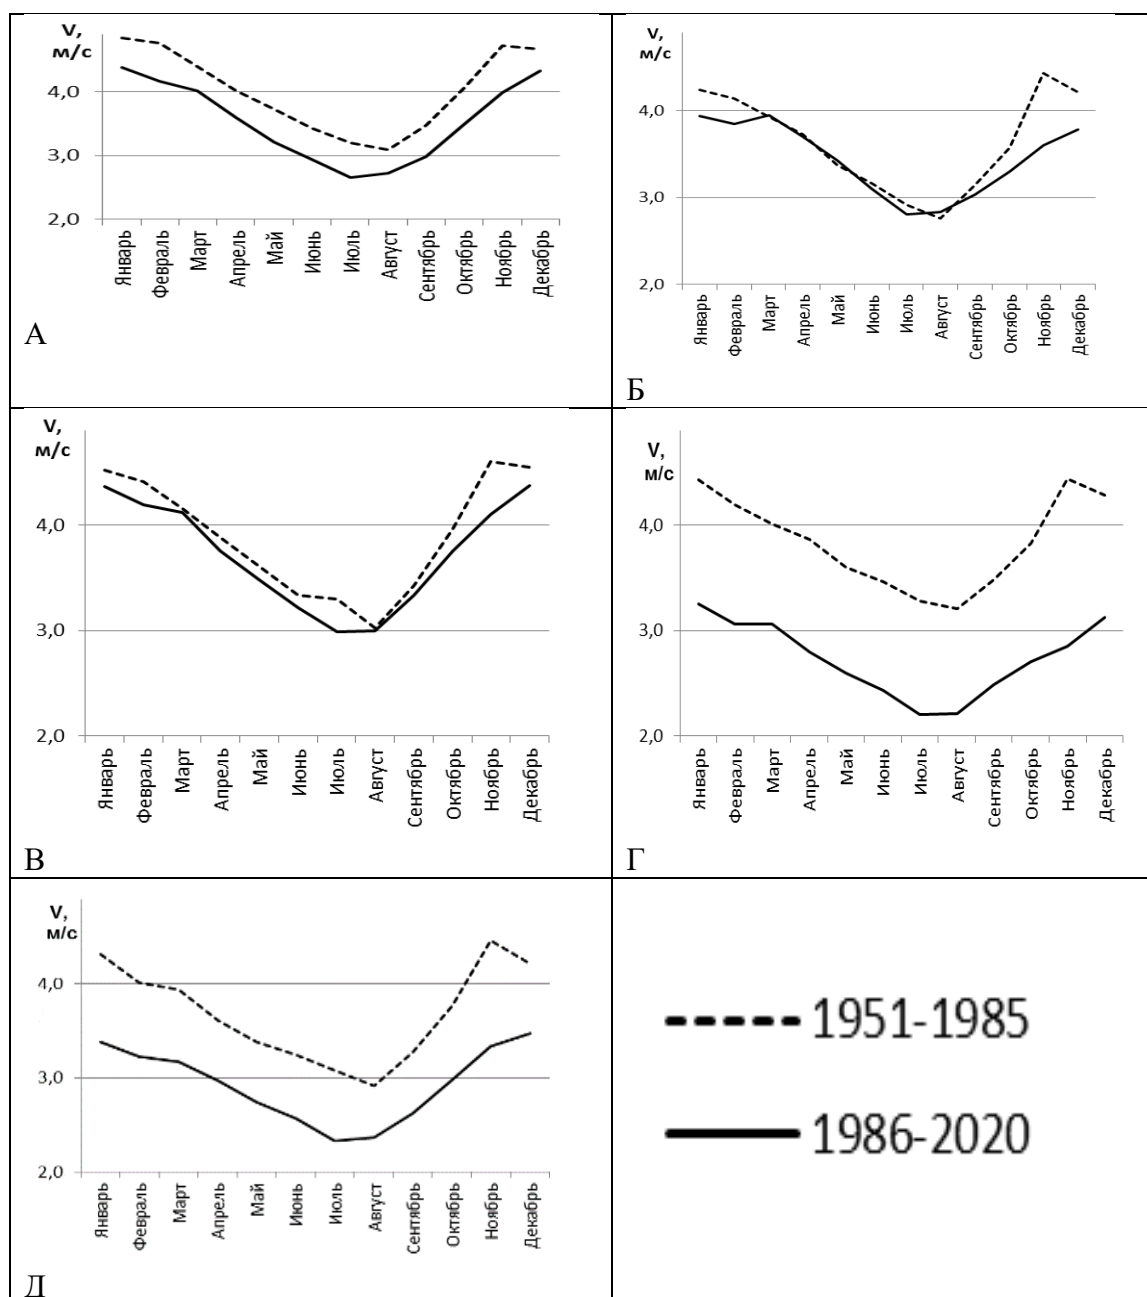 V,
м/с
4,0
3,0
2,0
Январь
Февраль
Март
Апрель
Май
Июнь
Июль
Август
Сентябрь
Октябрь
Ноябрь
Декабрь
А
V,
м/с
4,0
3,0
2,0
Январь
Февраль
Март
Апрель
Май
Июнь
Июль
Август
Сентябрь
Октябрь
Ноябрь
Декабрь
Б
V,
м/с
4,0
3,0
2,0
Январь
Февраль
Март
Апрель
Май
Июнь
Июль
Август
Сентябрь
Октябрь
Ноябрь
Декабрь
В
V,
м/с
4,0
3,0
2,0
Январь
Февраль
Март
Апрель
Май
Июнь
Июль
Август
Сентябрь
Октябрь
Ноябрь
Декабрь
Г
V,
м/с
4,0
3,0
2,0
Январь
Февраль
Март
Апрель
Май
Июнь
Июль
Август
Сентябрь
Октябрь
Ноябрь
Декабрь
Д
1951-1985
1986-2020